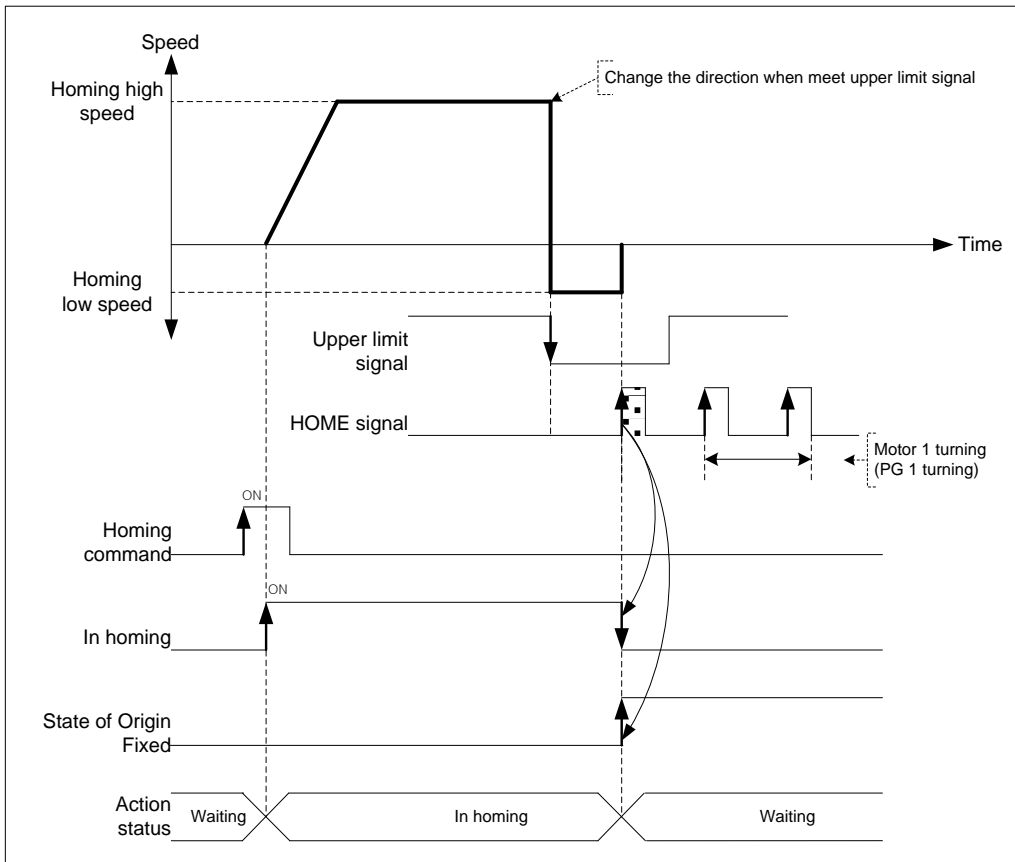 Speed
Homing high
speed
Change the direction when meet upper limit signal
Time
Homing
low speed
Upper limit
signal
HOME signal
Motor 1 turning
(PG 1 turning)
ON
Homing
command
ON
In homing
State of Origin
Fixed
Action
status
Waiting
In homing
Waiting